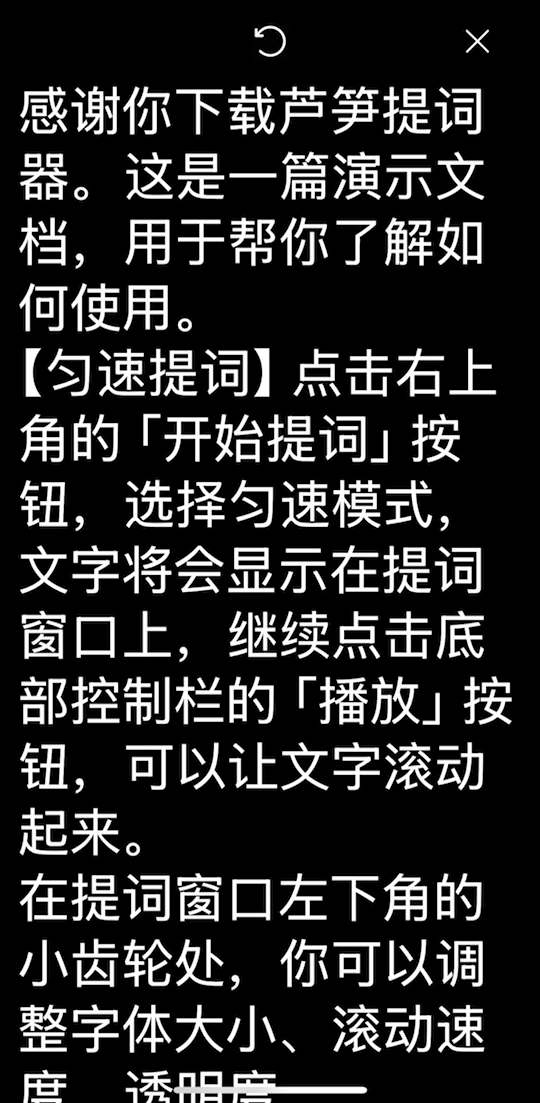 感谢你下载芦笋提词
器。这是一篇演示文
档，用于帮你了解如
何使用。
【匀速提词】点击右上
角的「开始提词」按
钮，选择匀速模式，
文字将会显示在提词
窗口上，继续点击底
部控制栏的「播放」按
钮，可以让文字滚动
起来。
在提词窗口左下角的
小齿轮处，你可以调
整字体大小、滚动速
度、透明度